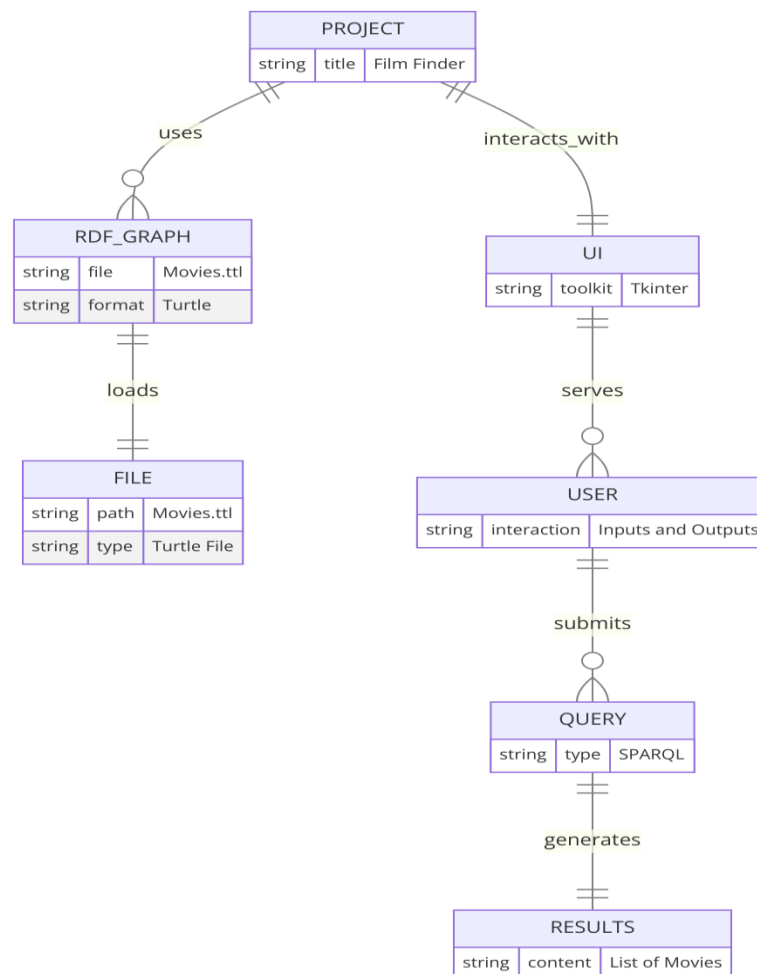 PROJECT
string title Film Finder
uses
interacts_with
RDF_GRAPH
string file Movies.ttl
string format Turtle
UI
string toolkit Tkinter
loads
serves
FILE
string path Movies.ttl
string type Turtle File
USER
string interaction Inputs and Outputs
submits
QUERY
string type SPARQL
generates
RESULTS
string content List of Movies